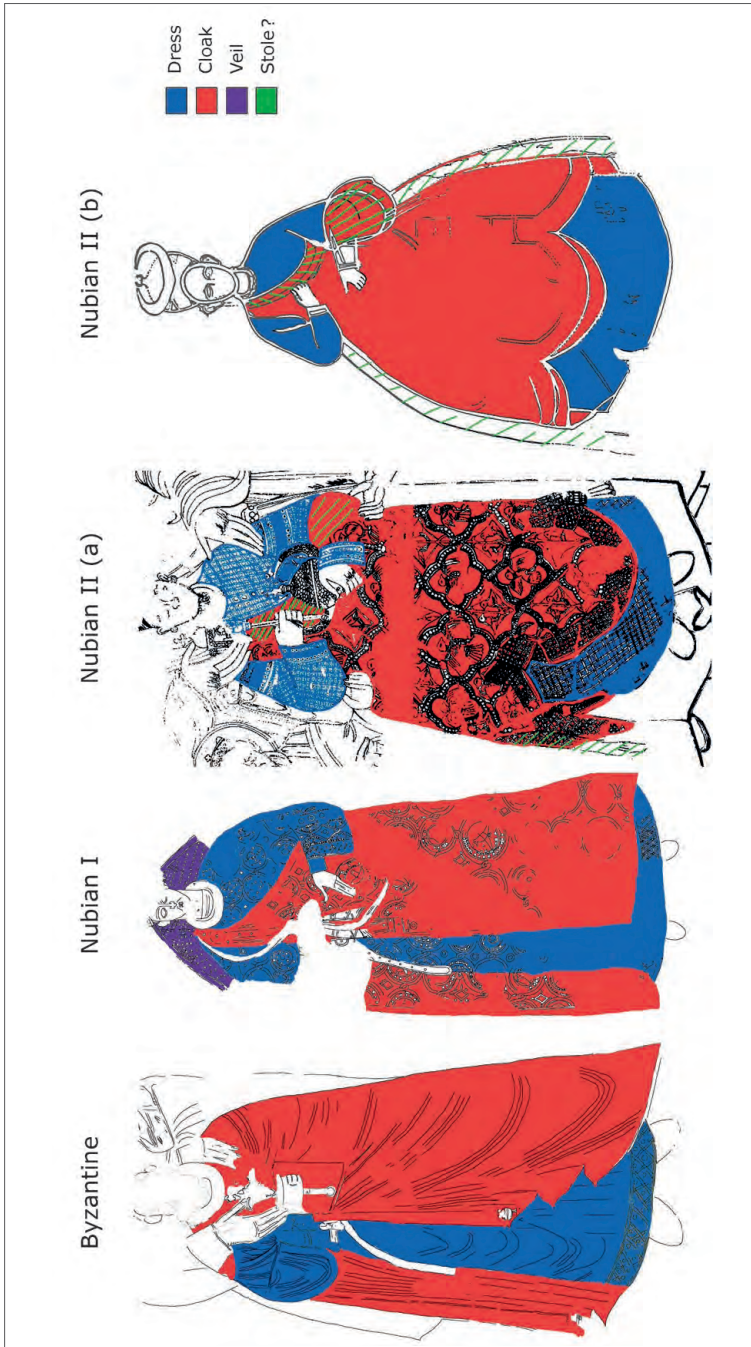 Byzantine
Nubian I
Nubian II (a)
Nubian II (b)
Dress
Cloak
Veil
Stole?